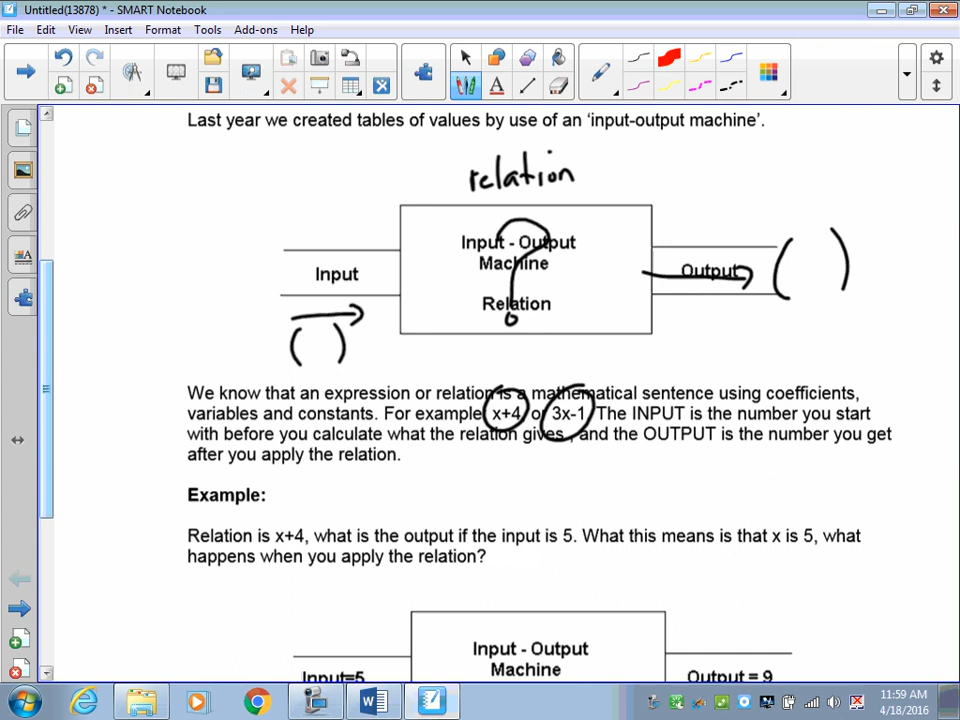 Untitled(13878) * - SMART Notebook
File Edit View Insert Format Tools Add-ons Help
Last year we created tables of values by use of an 'input-output machine'.
relation
Input - Output
Machine
Input
Output
Relation
( )
( )
?
We know that an expression or relation is a mathematical sentence using coefficients,
variables and constants. For example x+4 or 3x-1 The INPUT is the number you start
with before you calculate what the relation gives , and the OUTPUT is the number you get
after you apply the relation.
Example:
Relation is x+4, what is the output if the input is 5. What this means is that x is 5, what
happens when you apply the relation?
Input - Output
Machine
Input=5
Output = 9
11:59 AM
4/18/2016